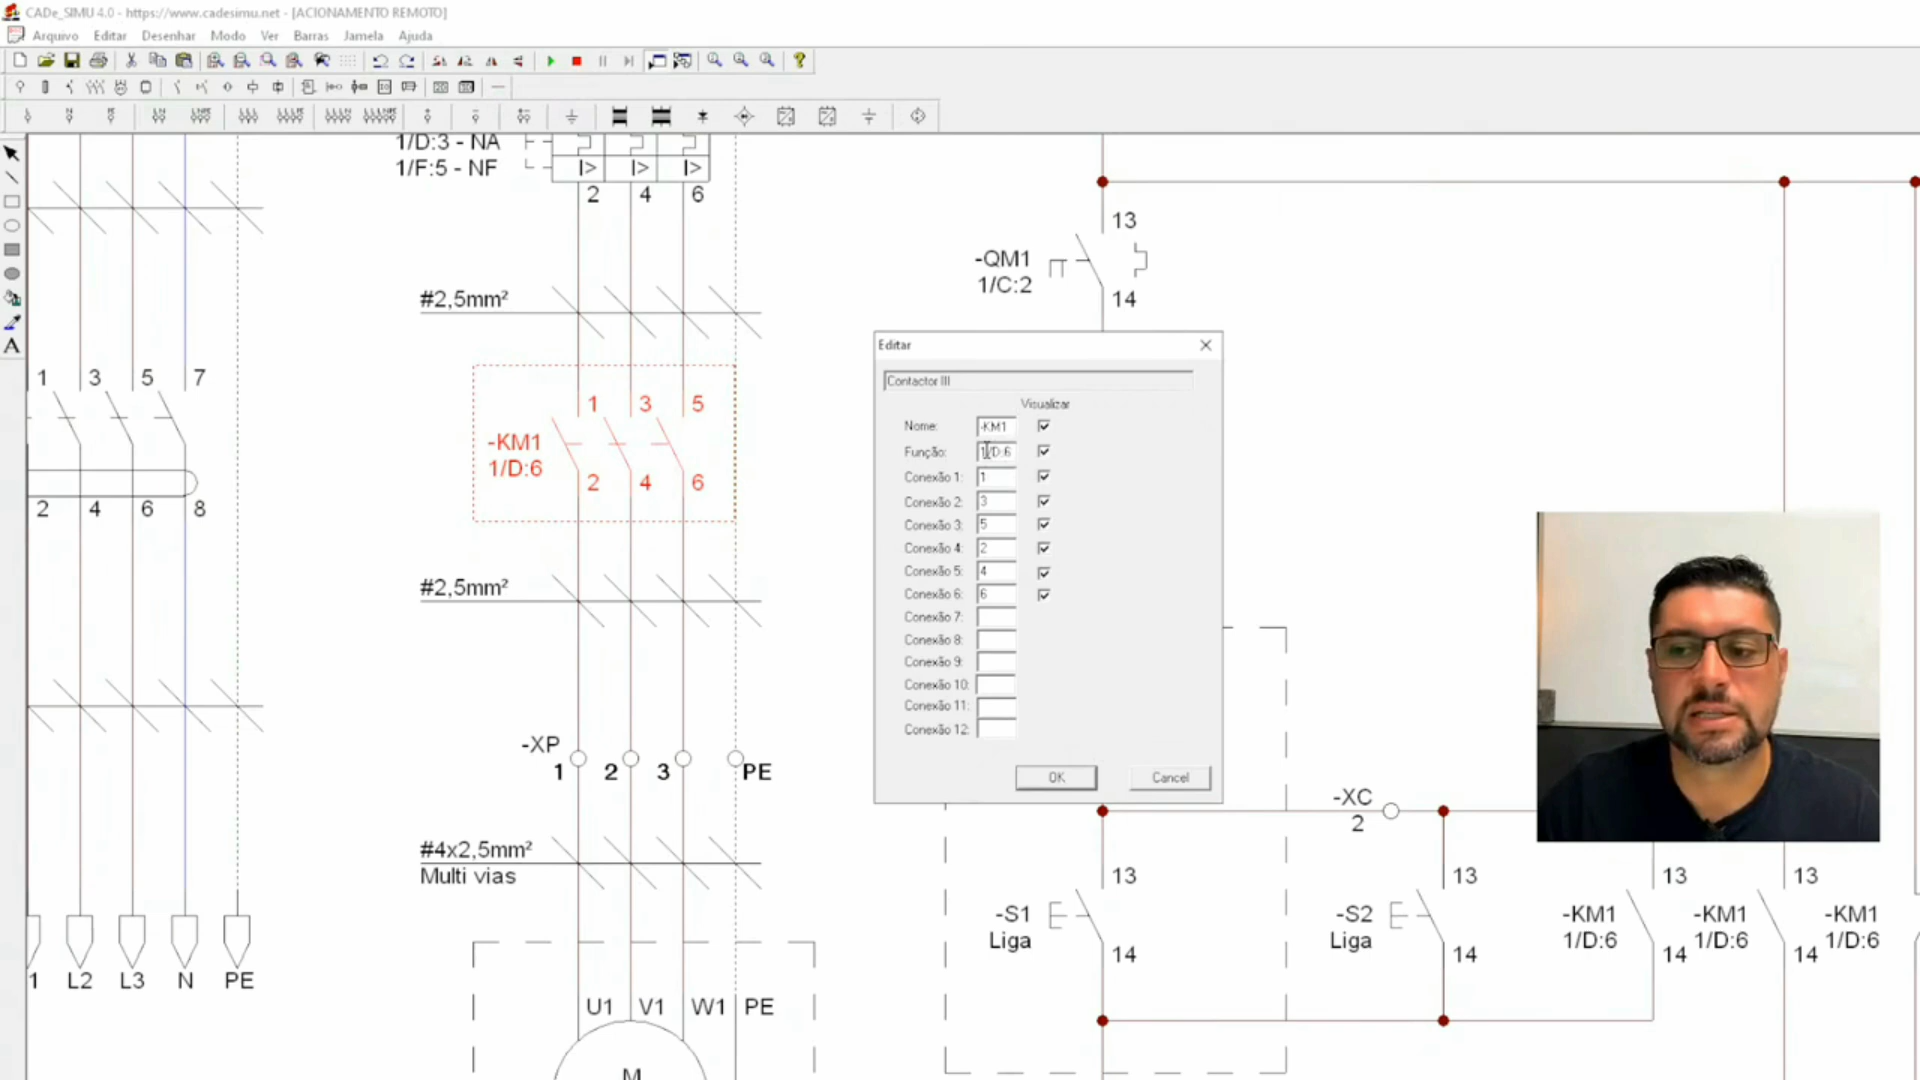 CADe_SIMU 4.0 - https://www.cadesimu.net - [ACIONAMENTO REMOTO]
Arquivo Editar Desenhar Modo Ver Barras Janela Ajuda
1/D:3 - NA
1/F:5 - NF
I> I> I>
2 4 6
13
-QM1
1/C:2
14
#2,5mm²
1 3 5 7
2 4 6 8
1 3 5
-KM1
1/D:6
2 4 6
#2,5mm²
Editar
Contactor III
Visualizar
Nome: -KM1
Função: 1/D:6
Conexão 1: 1
Conexão 2: 3
Conexão 3: 5
Conexão 4: 2
Conexão 5: 4
Conexão 6: 6
Conexão 7:
Conexão 8:
Conexão 9:
Conexão 10:
Conexão 11:
Conexão 12:
OK Cancel
-XP
1 2 3 PE
#4x2,5mm²
Multi vias
-XC
2
13 13 13 13
-S1
Liga
-S2
Liga
-KM1
1/D:6
-KM1
1/D:6
-KM1
1/D:6
14 14 14 14
1 L2 L3 N PE
U1 V1 W1 PE
M
A